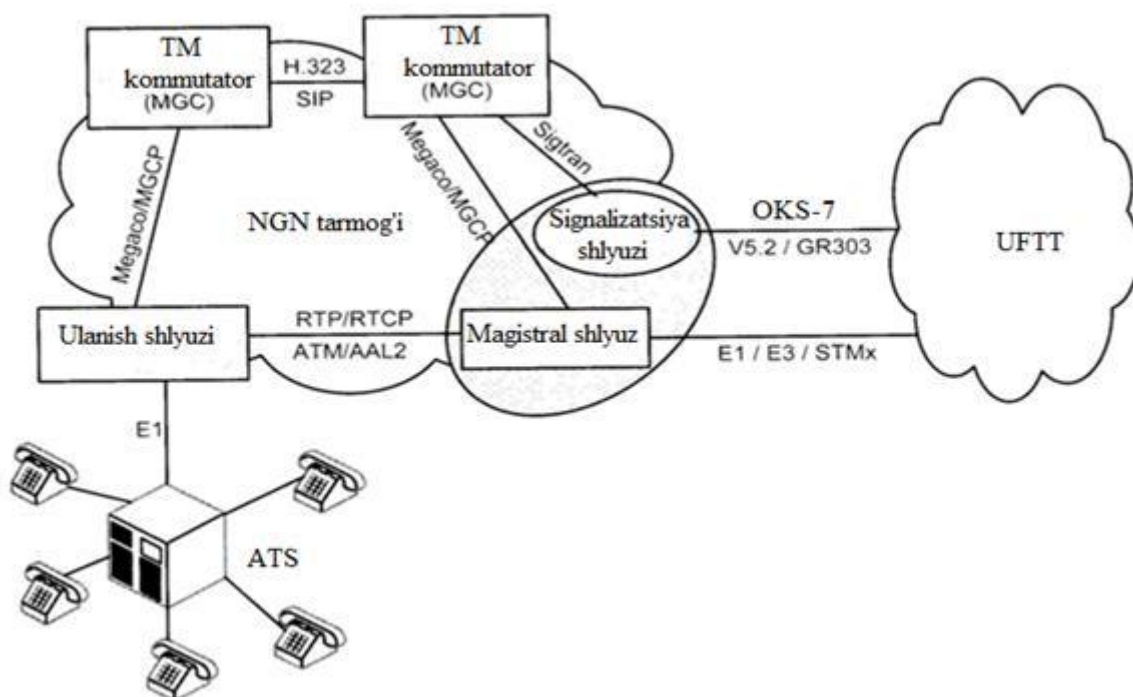 TM
kommutator
(MGC)
H.323
SIP
TM
kommutator
(MGC)
Megaco/MGCP
Megaco/MGCP
Sigtran
NGN tarmog'i
Signalizatsiya
shlyuzi
OKS-7
V5.2 / GR303
UFTT
Ulanish shlyuzi
RTP/RTCP
ATM/AAL2
Magistral shlyuz
E1 / E3 / STMx
E1
ATS